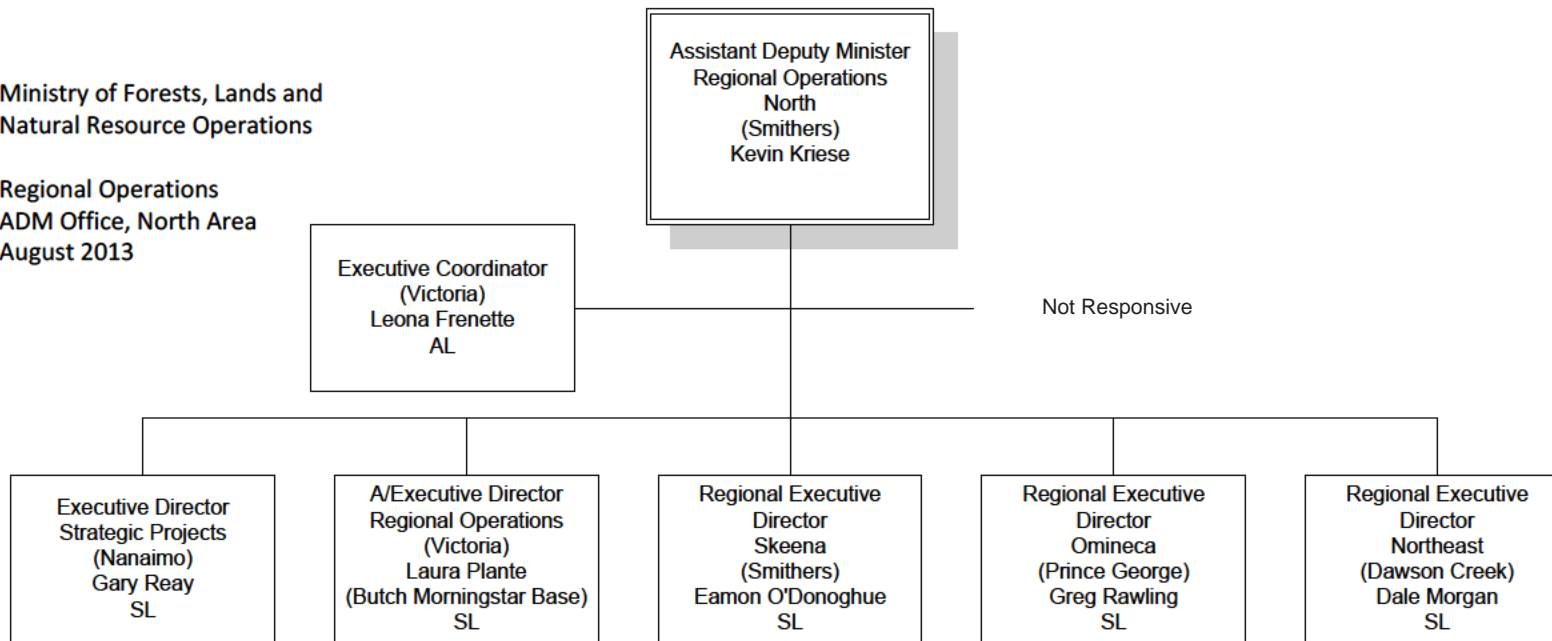 Ministry of Forests, Lands and
Natural Resource Operations
Regional Operations
ADM Office, North Area
August 2013
Assistant Deputy Minister
Regional Operations
North
(Smithers)
Kevin Kriese
Executive Coordinator
(Victoria)
Leona Frenette
AL
Not Responsive
Executive Director
Strategic Projects
(Nanaimo)
Gary Reay
SL
A/Executive Director
Regional Operations
(Victoria)
Laura Plante
(Butch Morningstar Base)
SL
Regional Executive
Director
Skeena
(Smithers)
Eamon O'Donoghue
SL
Regional Executive
Director
Omineca
(Prince George)
Greg Rawling
SL
Regional Executive
Director
Northeast
(Dawson Creek)
Dale Morgan
SL